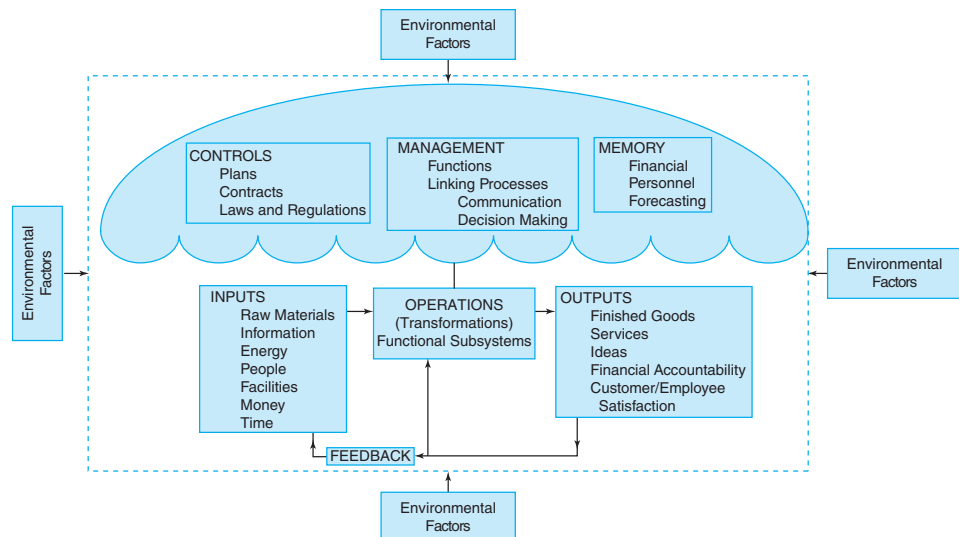 Environmental
Factors
CONTROLS
Plans
Contracts
Laws and Regulations
MANAGEMENT
Functions
Linking Processes
Communication
Decision Making
MEMORY
Financial
Personnel
Forecasting
Environmental
Factors
Environmental
Factors
INPUTS
Raw Materials
Information
Energy
People
Facilities
Money
Time
OPERATIONS
(Transformations)
Functional Subsystems
OUTPUTS
Finished Goods
Services
Ideas
Financial Accountability
Customer/Employee
Satisfaction
FEEDBACK
Environmental
Factors